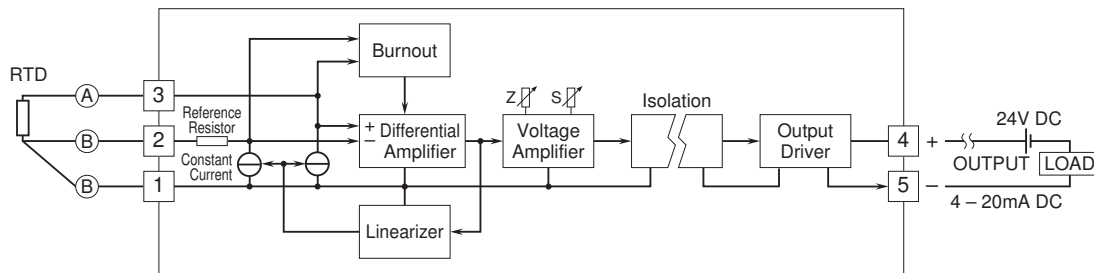 RTD
A
B
B
3
2
1
Reference
Resistor
Constant
Current
Burnout
+
−
Differential
Amplifier
Linearizer
Z
S
Voltage
Amplifier
Isolation
Output
Driver
4
5
+
−
24V DC
OUTPUT
LOAD
4 – 20mA DC